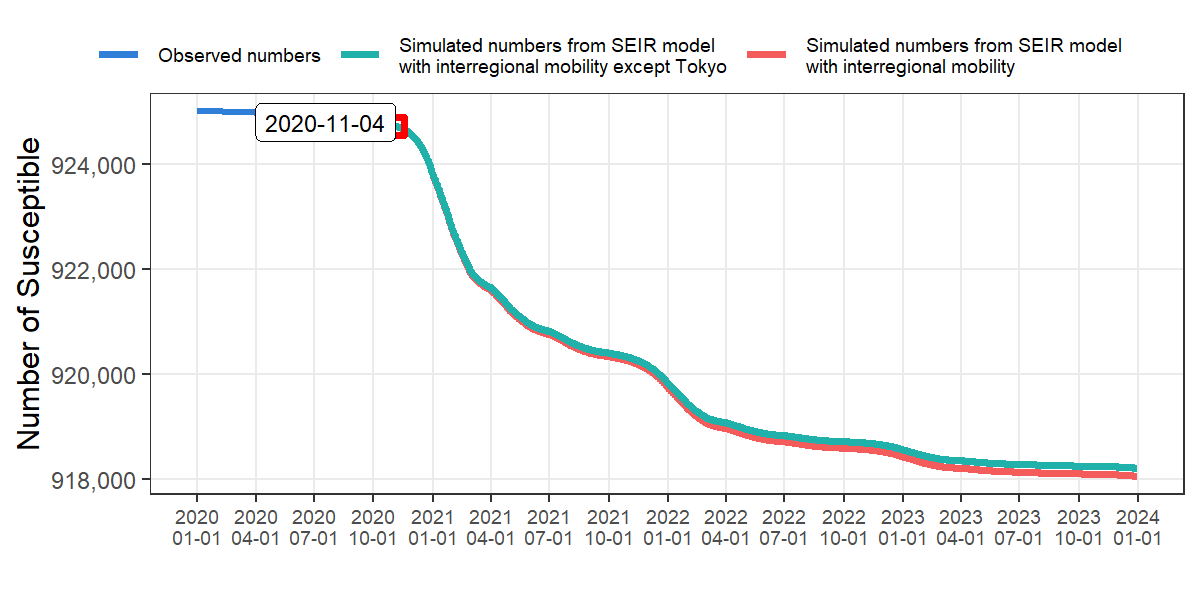 Observed numbers
Simulated numbers from SEIR model
with interregional mobility except Tokyo
Simulated numbers from SEIR model
with interregional mobility
Number of Susceptible
924,000
922,000
920,000
918,000
2020-11-04
2020 2020 2020 2020 2021 2021 2021 2021 2022 2022 2022 2022 2023 2023 2023 2023 2024
01-01 04-01 07-01 10-01 01-01 04-01 07-01 10-01 01-01 04-01 07-01 10-01 01-01 04-01 07-01 10-01 01-01